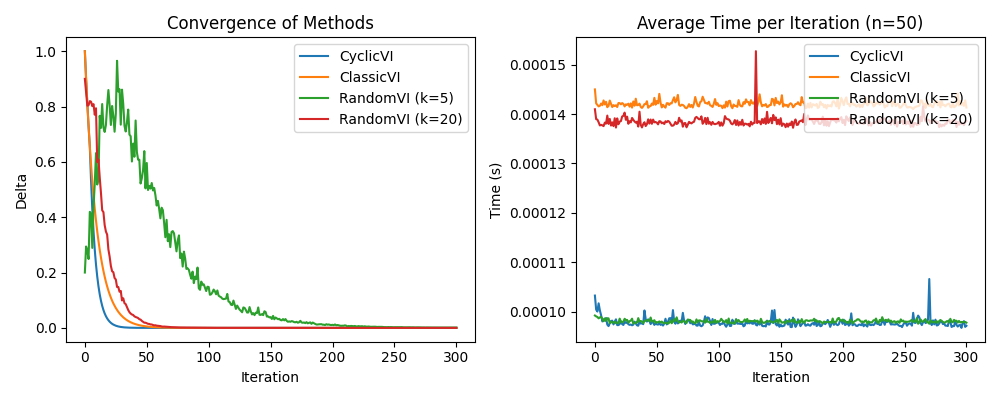 Convergence of Methods
Delta
1.0
0.8
0.6
0.4
0.2
0.0
0
50
100
150
200
250
300
Iteration
CyclicVI
ClassicVI
RandomVI (k=5)
RandomVI (k=20)
Average Time per Iteration (n=50)
Time (s)
0.00015
0.00014
0.00013
0.00012
0.00011
0.00010
0
50
100
150
200
250
300
Iteration
CyclicVI
ClassicVI
RandomVI (k=5)
RandomVI (k=20)